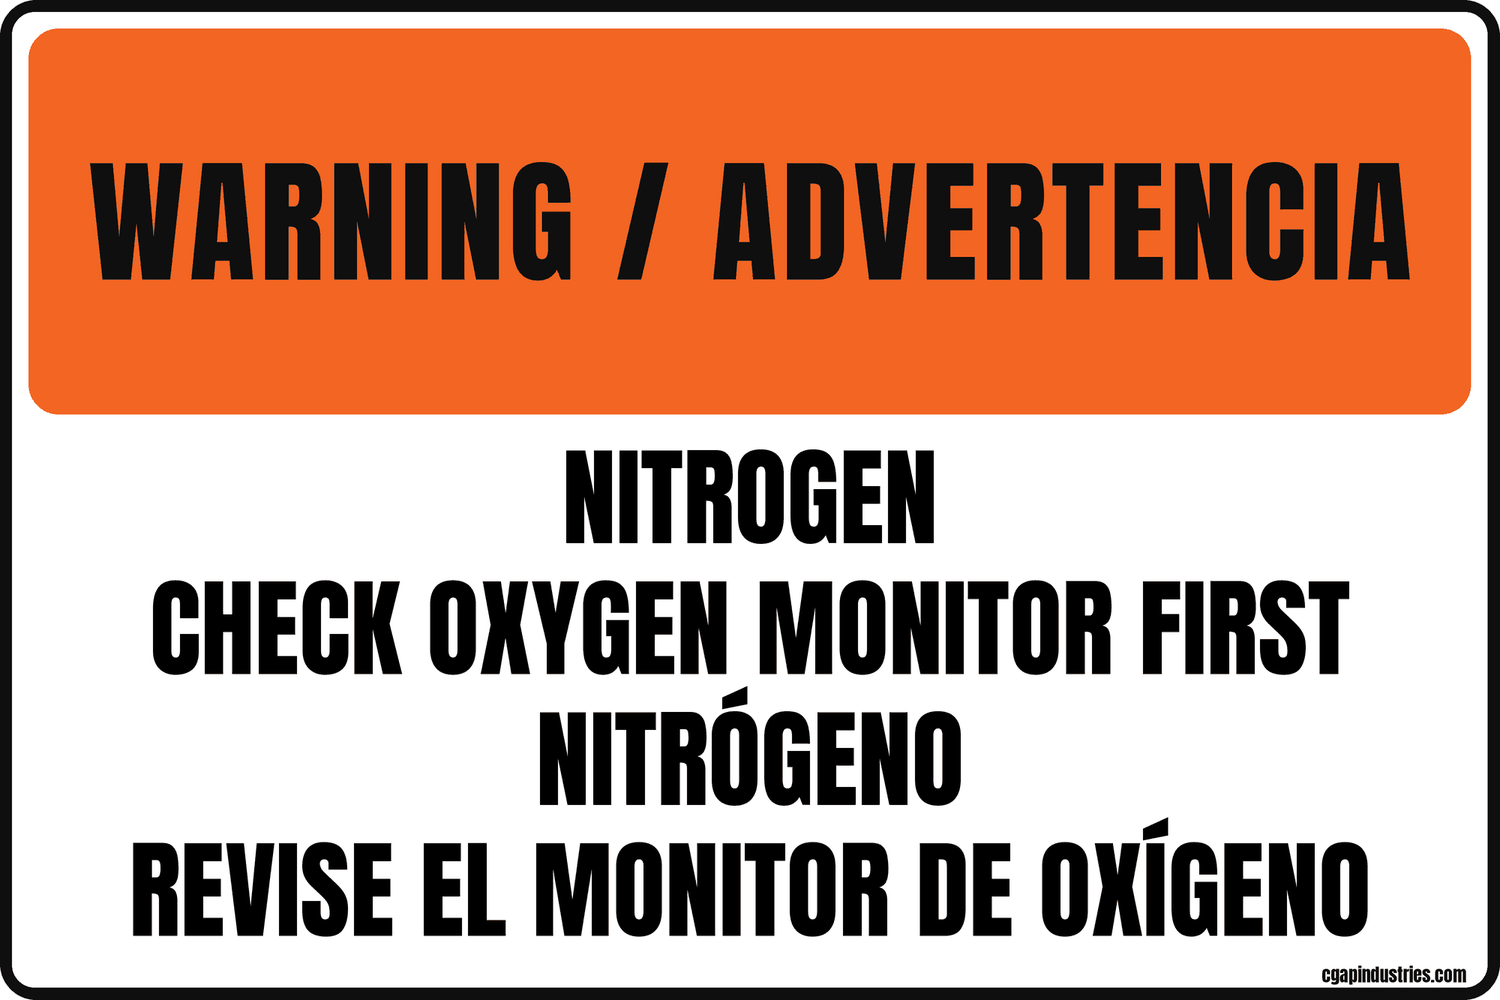 WARNING / ADVERTENCIA
NITROGEN
CHECK OXYGEN MONITOR FIRST
NITRÓGENO
REVISE EL MONITOR DE OXÍGENO
cgapindustries.com